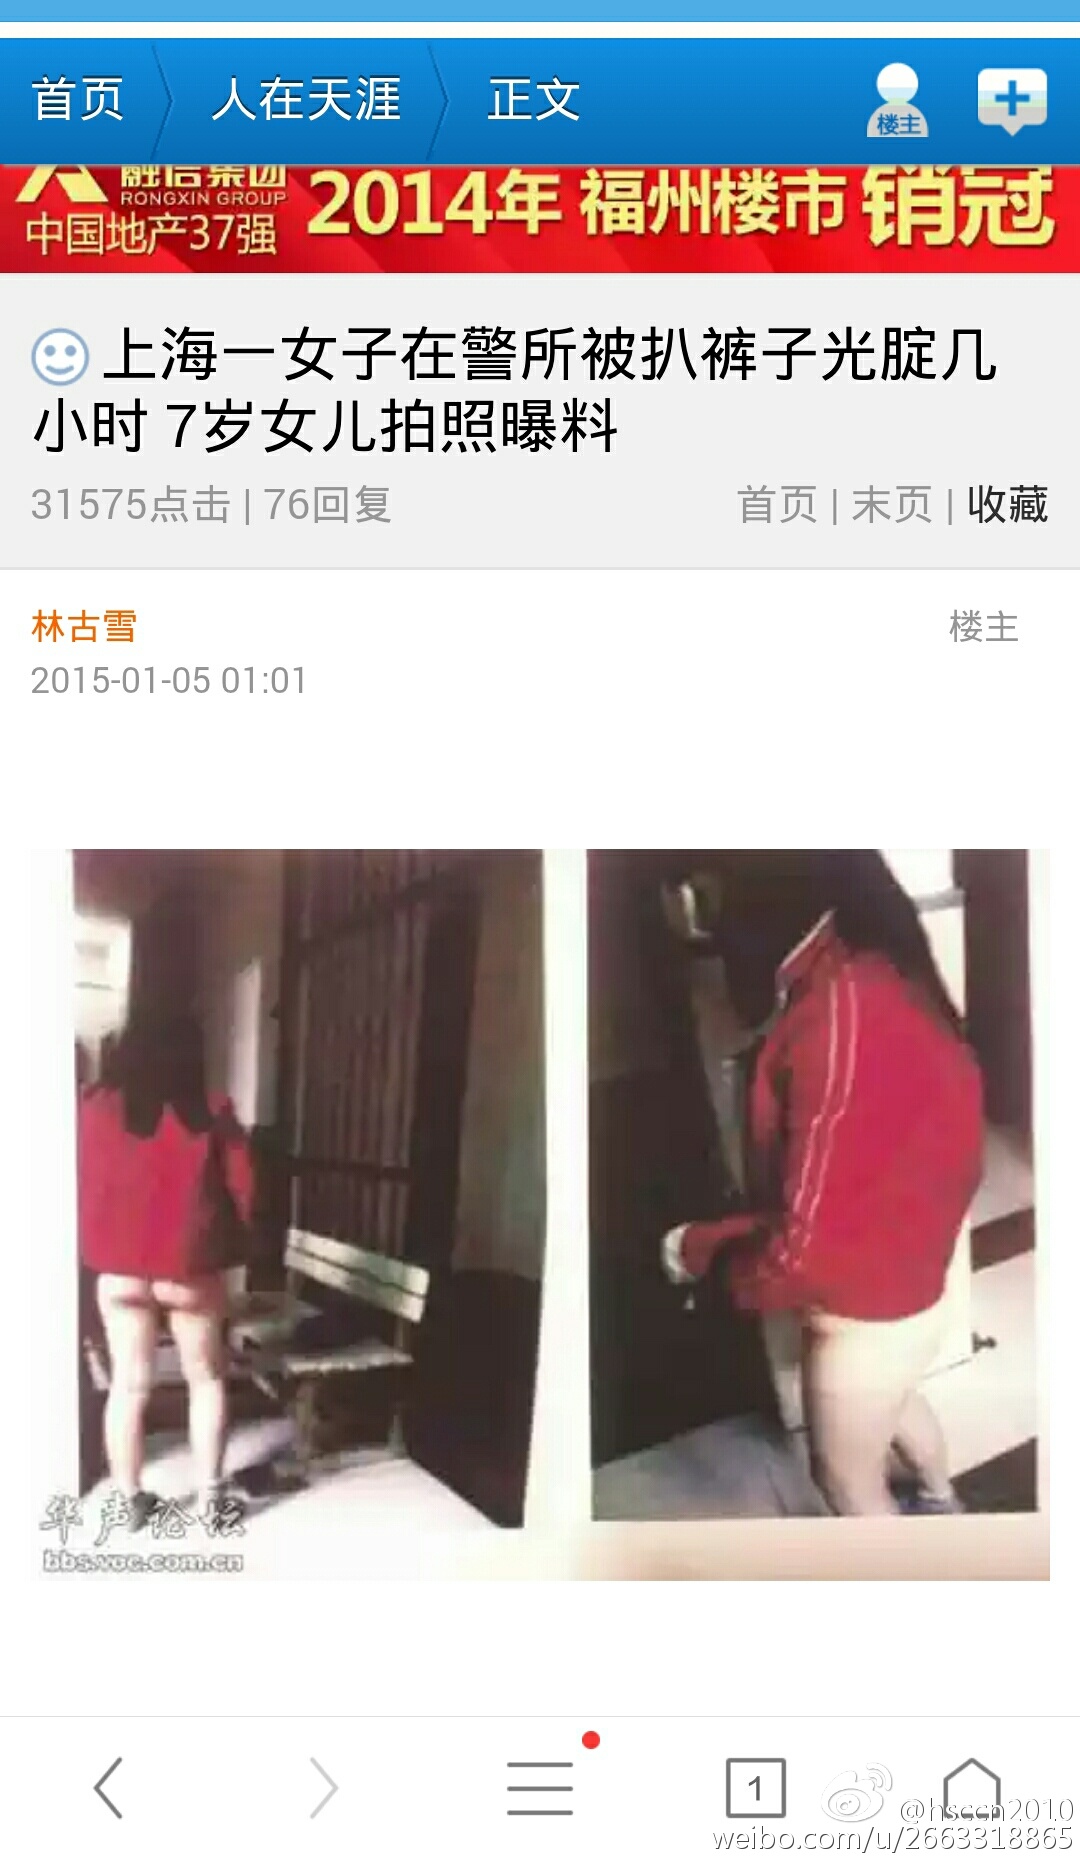 首页
人在天涯
正文
楼主
融信集团
RONGXIN GROUP
中国地产37强
2014年 福州楼市 销冠
上海一女子在警所被扒裤子光腚几
小时 7岁女儿拍照曝料
31575点击 | 76回复
首页 | 末页 | 收藏
林古雪
楼主
2015-01-05 01:01
华声论坛
bbs.voc.com.cn
1
@hsccn2010
weibo.com/u/2663318865